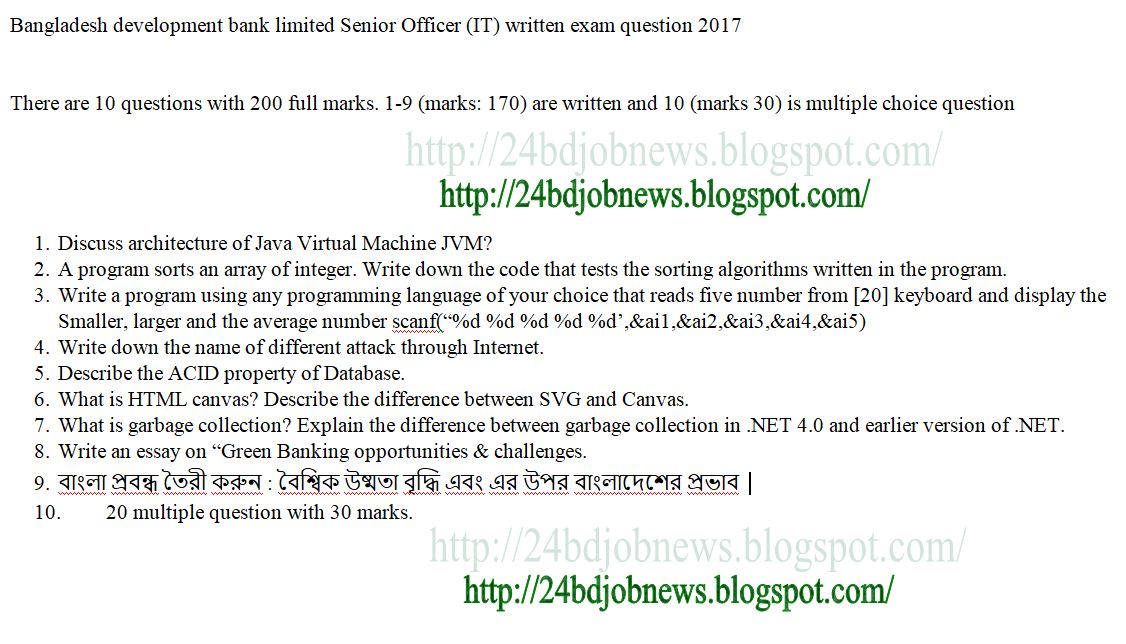 Bangladesh development bank limited Senior Officer (IT) written exam question 2017
There are 10 questions with 200 full marks. 1-9 (marks: 170) are written and 10 (marks 30) is multiple choice question
http://24bdjobnews.blogspot.com/
http://24bdjobnews.blogspot.com/
1. Discuss architecture of Java Virtual Machine JVM?
2. A program sorts an array of integer. Write down the code that tests the sorting algorithms written in the program.
3. Write a program using any programming language of your choice that reads five number from [20] keyboard and display the
Smaller, larger and the average number scanf(“%d %d %d %d %d’,&ai1,&ai2,&ai3,&ai4,&ai5)
4. Write down the name of different attack through Internet.
5. Describe the ACID property of Database.
6. What is HTML canvas? Describe the difference between SVG and Canvas.
7. What is garbage collection? Explain the difference between garbage collection in .NET 4.0 and earlier version of .NET.
8. Write an essay on “Green Banking opportunities & challenges.
9. বাংলা প্রবন্ধ তৈরী করুন : বৈশ্বিক উষ্মতা বৃদ্ধি এবং এর উপর বাংলাদেশের প্রভাব |
10. 20 multiple question with 30 marks.
http://24bdjobnews.blogspot.com/
http://24bdjobnews.blogspot.com/